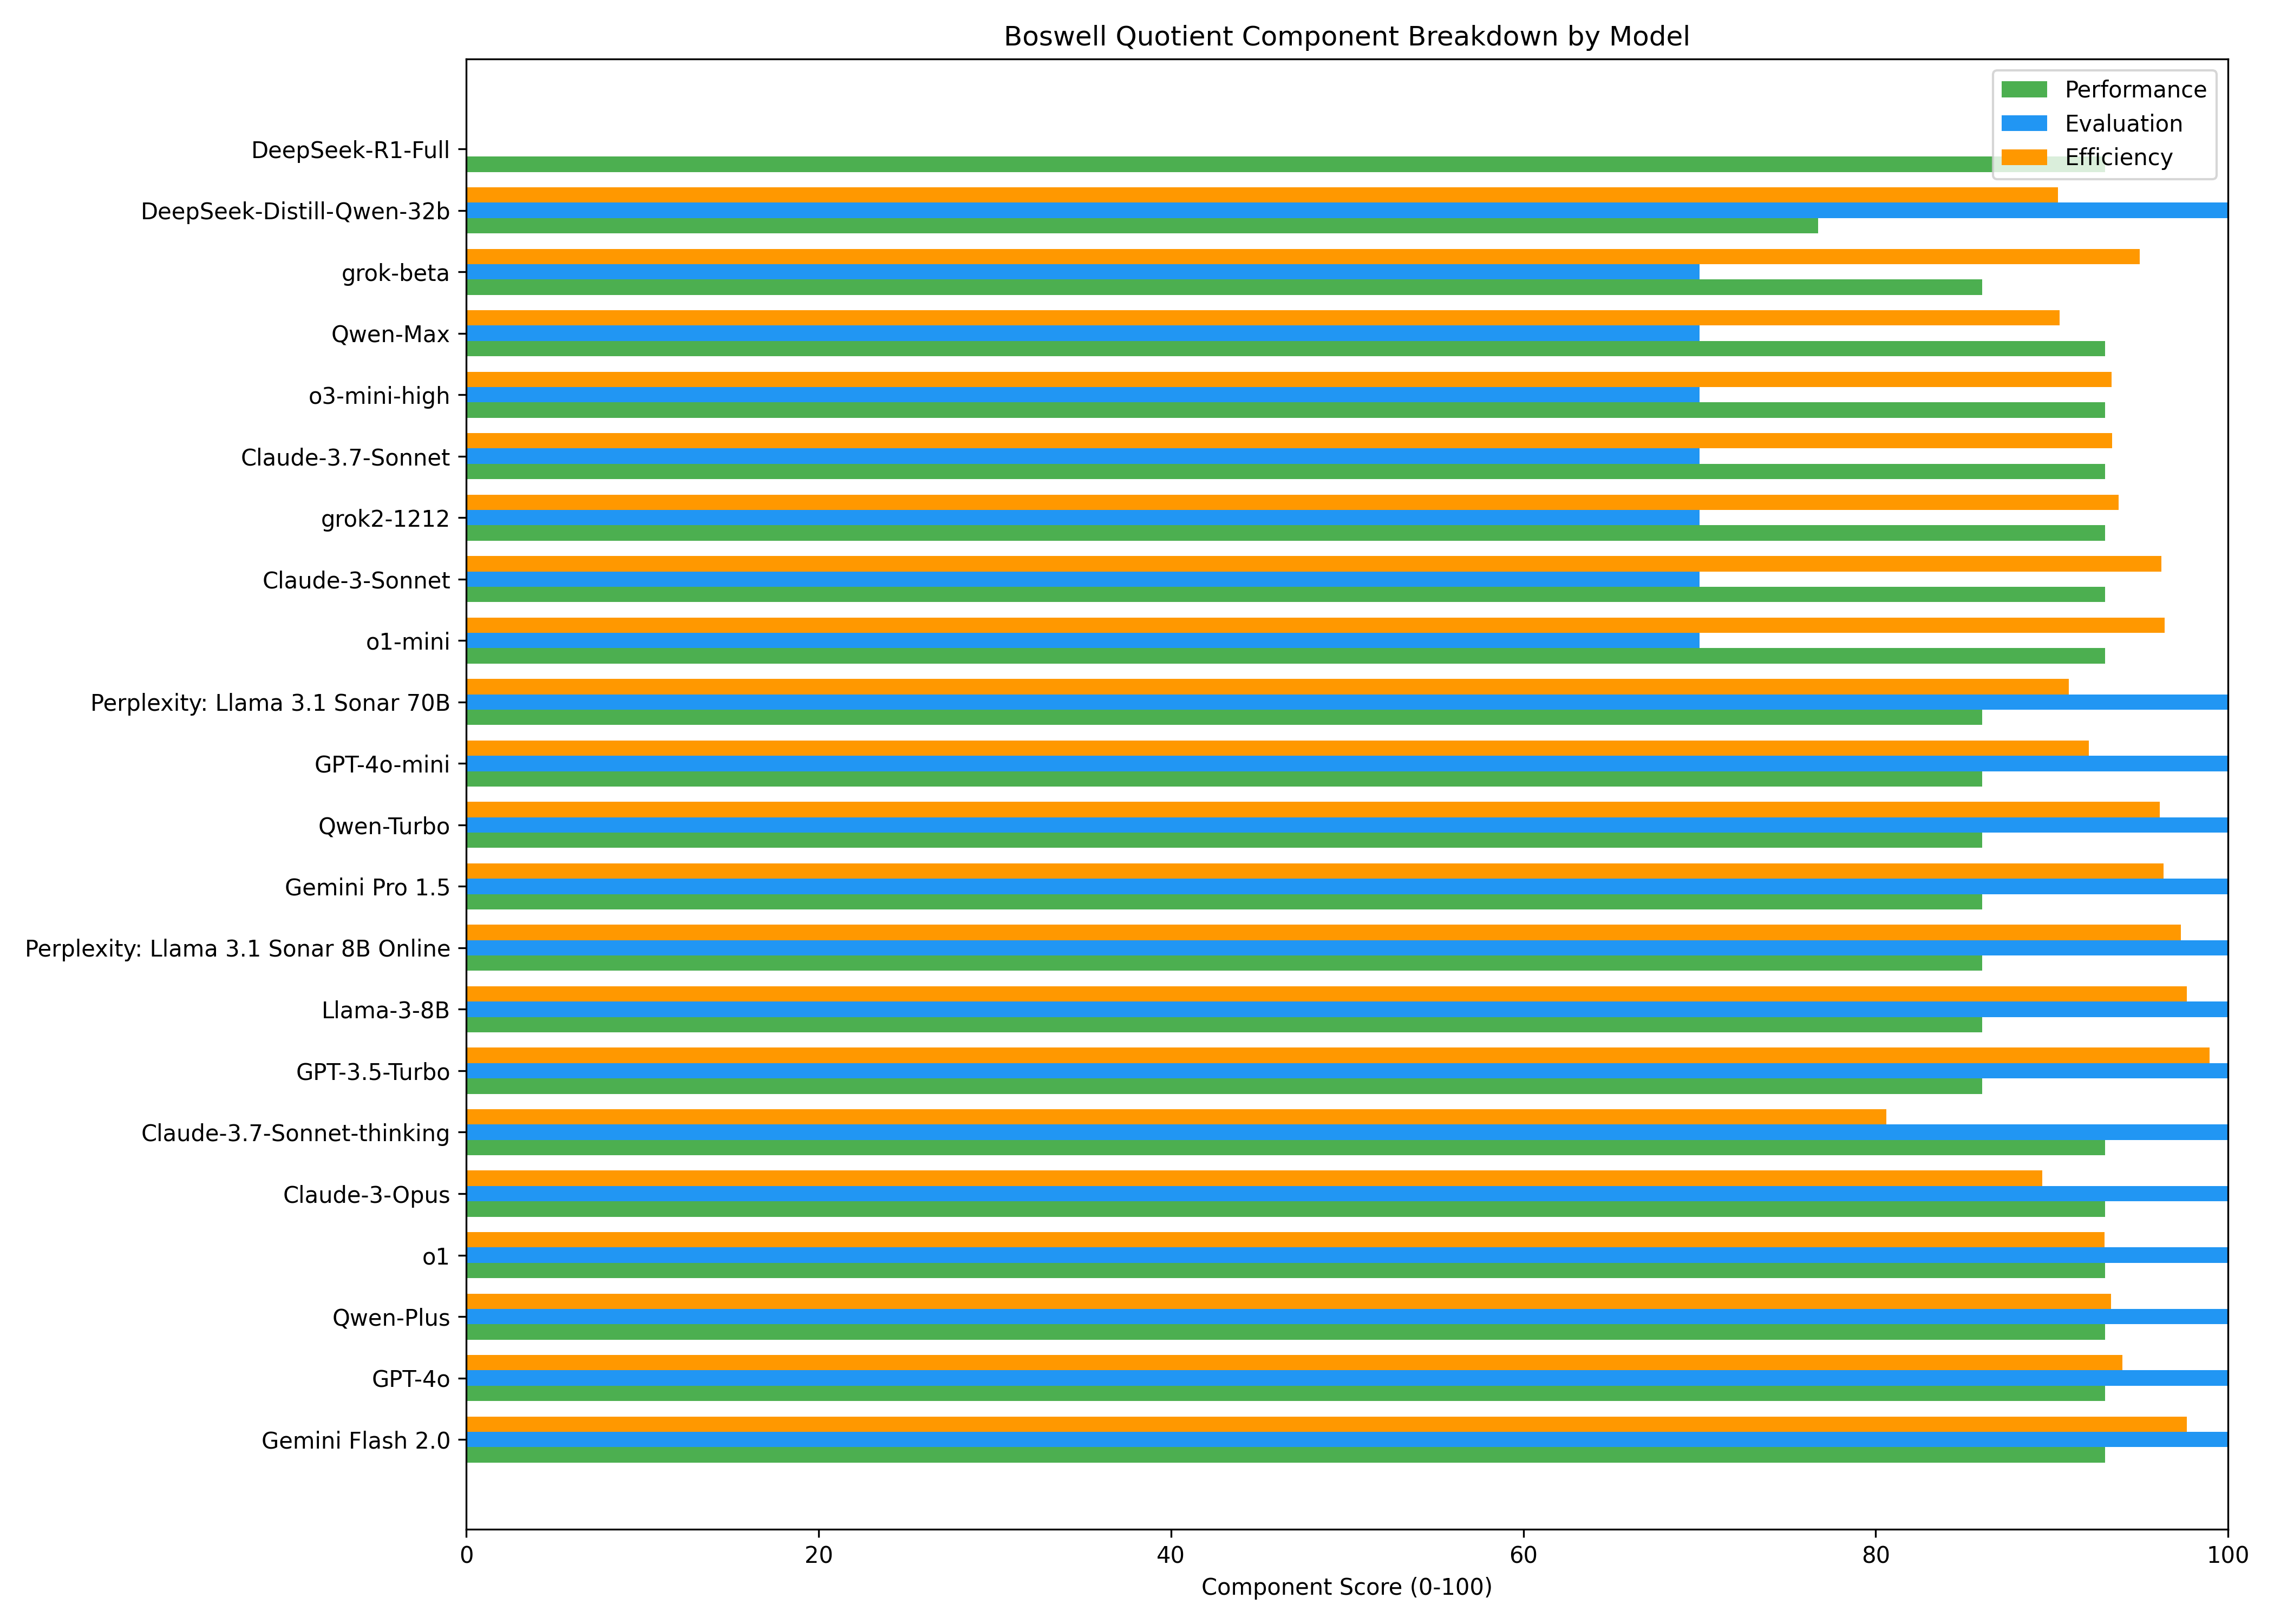 Boswell Quotient Component Breakdown by Model
Performance
Evaluation
Efficiency
DeepSeek-R1-Full
DeepSeek-Distill-Qwen-32b
grok-beta
Qwen-Max
o3-mini-high
Claude-3.7-Sonnet
grok2-1212
Claude-3-Sonnet
o1-mini
Perplexity: Llama 3.1 Sonar 70B
GPT-4o-mini
Qwen-Turbo
Gemini Pro 1.5
Perplexity: Llama 3.1 Sonar 8B Online
Llama-3-8B
GPT-3.5-Turbo
Claude-3.7-Sonnet-thinking
Claude-3-Opus
o1
Qwen-Plus
GPT-4o
Gemini Flash 2.0
0 20 40 60 80 100
Component Score (0-100)